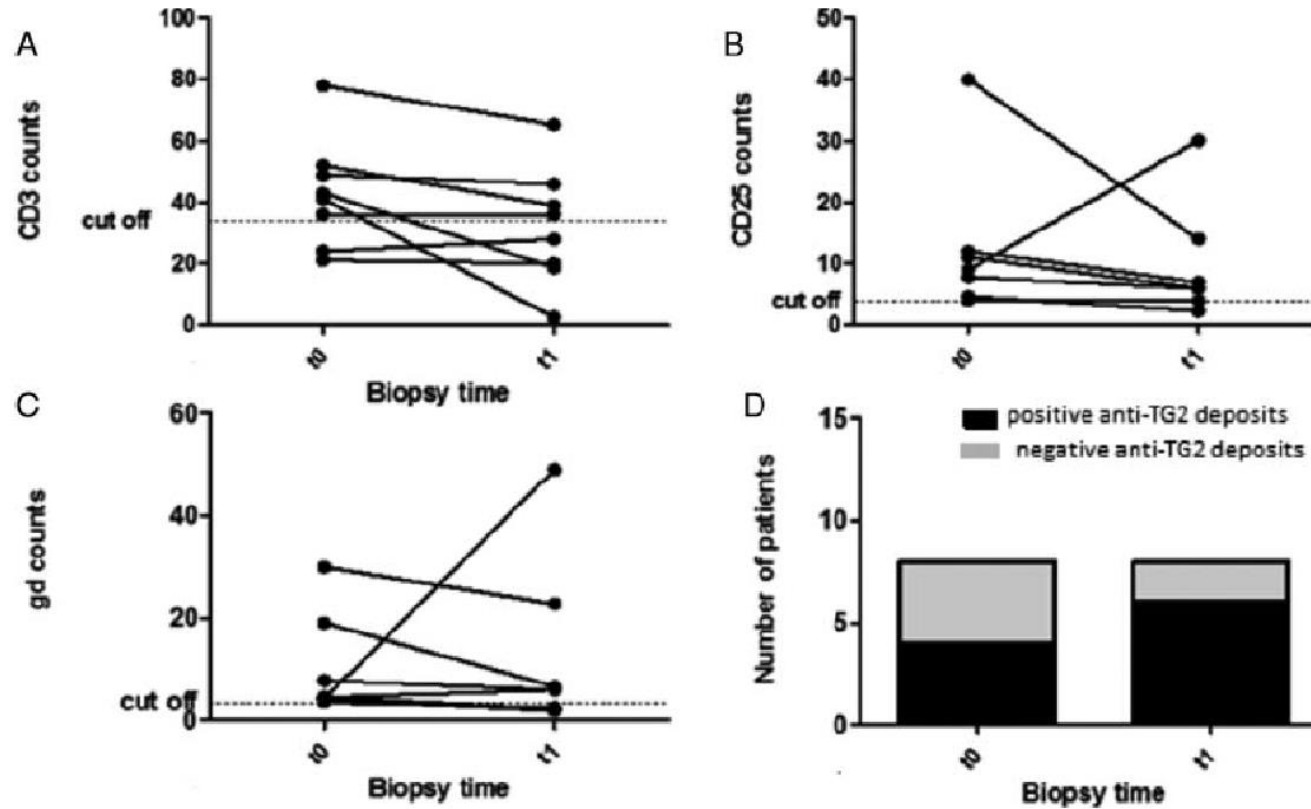 A
CD3 counts
100
80
60
40
cut off
20
0
t0
t1
Biopsy time
B
CD25 counts
50
40
30
20
10
cut off
0
t0
t1
C
gd counts
60
40
20
cut off
0
t0
t1
Biopsy time
D
positive anti-TG2 deposits
negative anti-TG2 deposits
Number of patients
15
10
5
0
t0
t1
Biopsy time